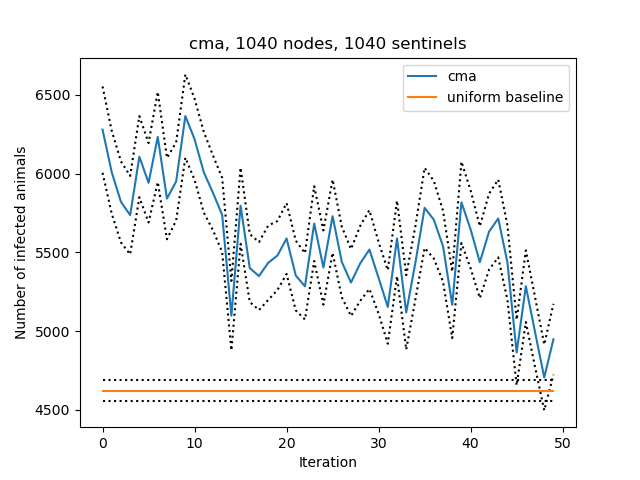 cma, 1040 nodes, 1040 sentinels
cma
uniform baseline
Number of infected animals
6500
6000
5500
5000
4500
0
10
20
30
40
50
Iteration